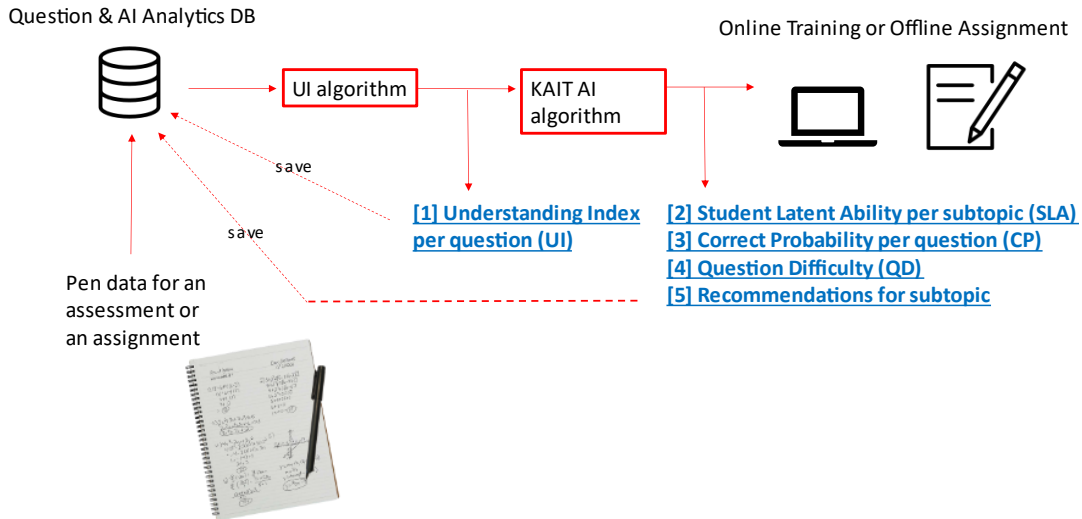 Question & AI Analytics DB
Online Training or Offline Assignment
UI algorithm
KAIT AI
algorithm
save
save
[1] Understanding Index
per question (UI)
[2] Student Latent Ability per subtopic (SLA)
[3] Correct Probability per question (CP)
[4] Question Difficulty (QD)
[5] Recommendations for subtopic
Pen data for an
assessment or
an assignment